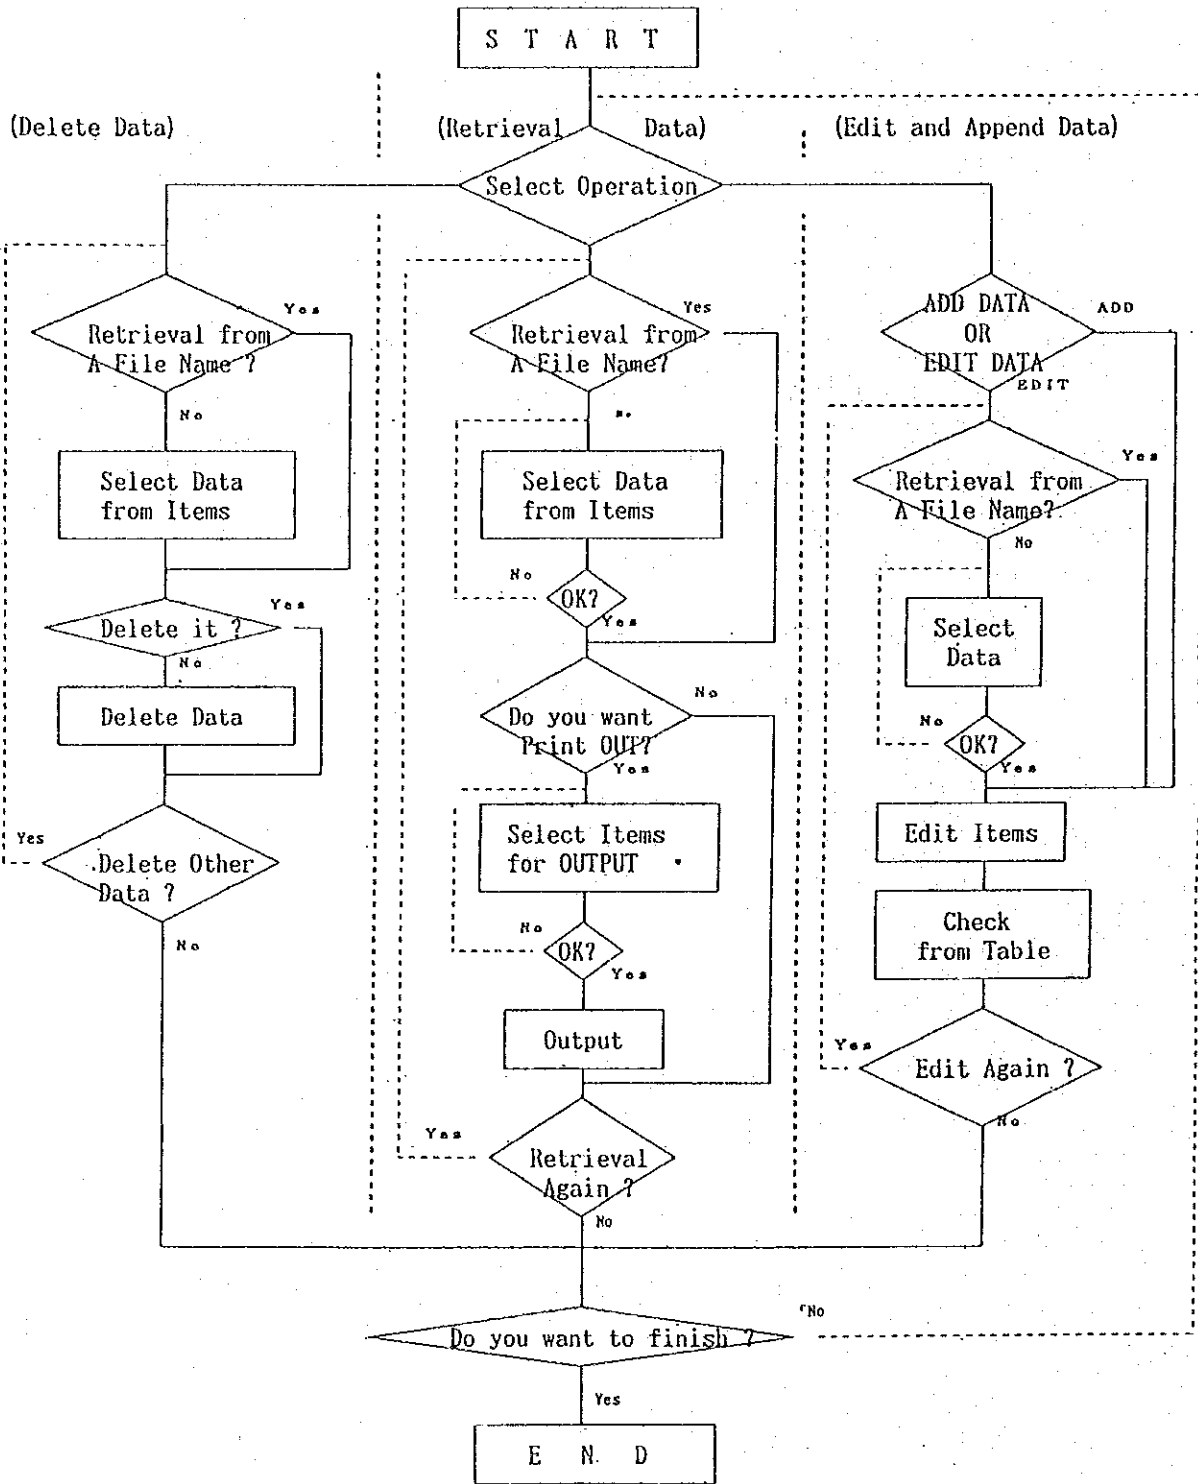 S T A R T
(Delete Data)
(Retrieval Data)
(Edit and Append Data)
Select Operation
Retrieval from
A File Name ?
Yes
No
Select Data
from Items
Delete it ?
Yes
No
Delete Data
Yes
Delete Other
Data ?
No
Retrieval from
A File Name?
Yes
No
Select Data
from Items
No
OK?
Yes
Do you want
Print OUT?
No
Yes
Select Items
for OUTPUT
No
OK?
Yes
Output
Yes
Retrieval
Again ?
No
ADD DATA
OR
EDIT DATA
ADD
EDIT
Retrieval from
A File Name?
Yes
No
Select
Data
No
OK?
Yes
Edit Items
Check
from Table
Yes
Edit Again ?
No
Do you want to finish ?
No
Yes
E N D